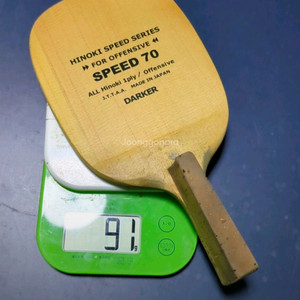 HINOKI SPEED SERIES
» FOR OFFENSIVE «
SPEED 70
ALL Hinoki 1ply / Offensive
J.T.T.A.A. MADE IN JAPAN
DARKER
91